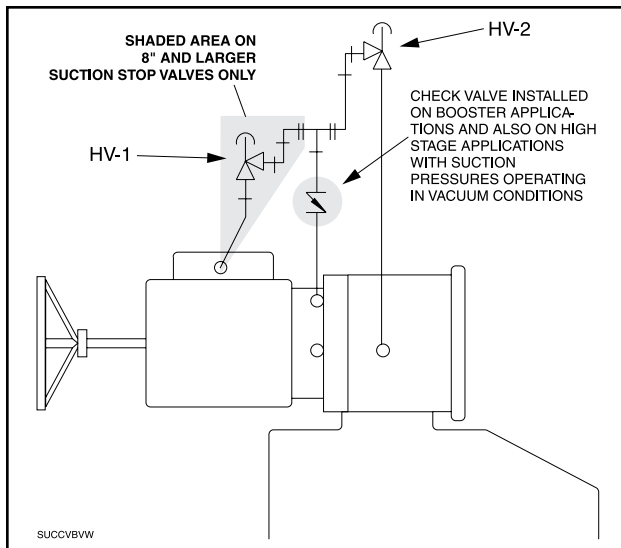 SHADED AREA ON
8" AND LARGER
SUCTION STOP VALVES ONLY
HV-2
CHECK VALVE INSTALLED
ON BOOSTER APPLICA-
TIONS AND ALSO ON HIGH
STAGE APPLICATIONS
WITH SUCTION
PRESSURES OPERATING
IN VACUUM CONDITIONS
HV-1
SUCCVBVW